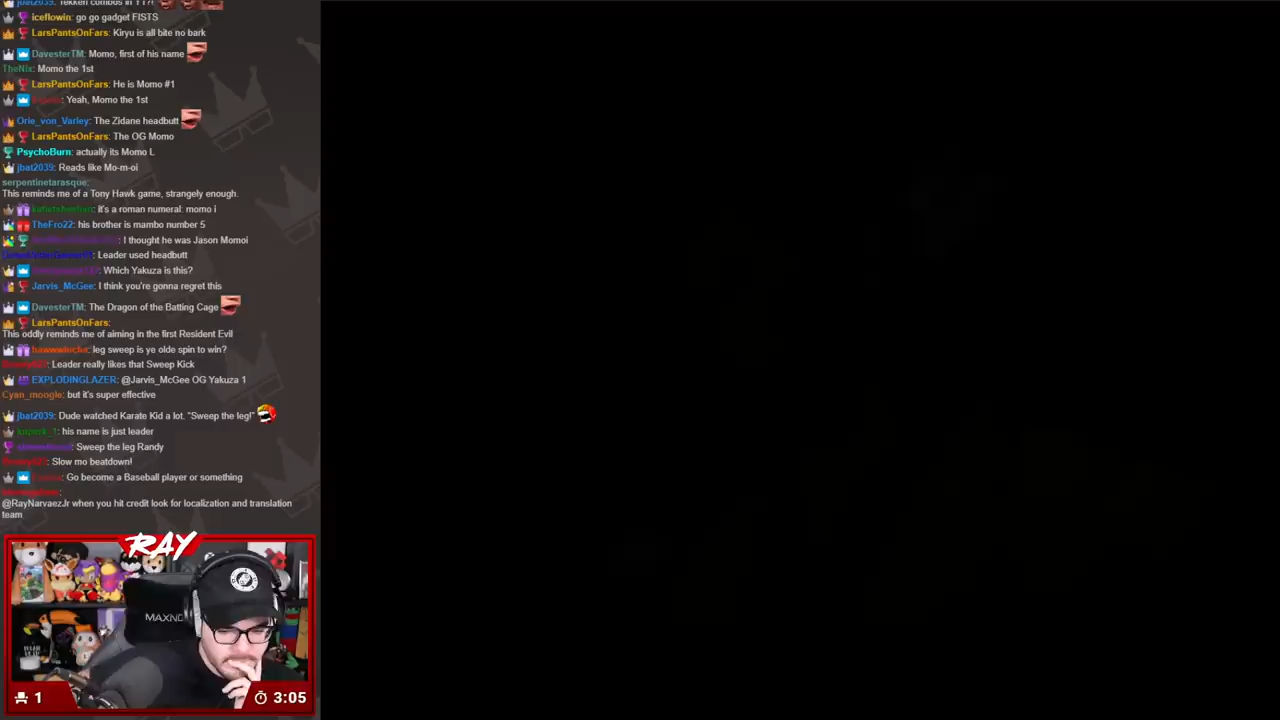 iceflowin: go go gadget FISTS
LarsPantsOnFars: Kiryu is all bite no bark
DavesterTM: Momo, first of his name
TheNix: Momo the 1st
LarsPantsOnFars: He is Momo #1
: Yeah, Momo the 1st
Orie_von_Varley: The Zidane headbutt
LarsPantsOnFars: The OG Momo
PsychoBurn: actually its Momo L
jbat2039: Reads like Mo-m-oi
serpentinetarasque:
This reminds me of a Tony Hawk game, strangely enough.
: it's a roman numeral: momo i
TheFro22: his brother is mambo number 5
: I thought he was Jason Momoi
: Leader used headbutt
: Which Yakuza is this?
Jarvis_McGee: I think you're gonna regret this
DavesterTM: The Dragon of the Batting Cage
LarsPantsOnFars:
This oddly reminds me of aiming in the first Resident Evil
: leg sweep is ye olde spin to win?
: Leader really likes that Sweep Kick
EXPLODINGLAZER: @Jarvis_McGee OG Yakuza 1
Cyan_moogle: but it's super effective
jbat2039: Dude watched Karate Kid a lot. "Sweep the leg!"
: his name is just leader
: Sweep the leg Randy
: Slow mo beatdown!
: Go become a Baseball player or something
@RayNarvaezJr when you hit credit look for localization and translation
team
RAY
MAXNO
1
3:05